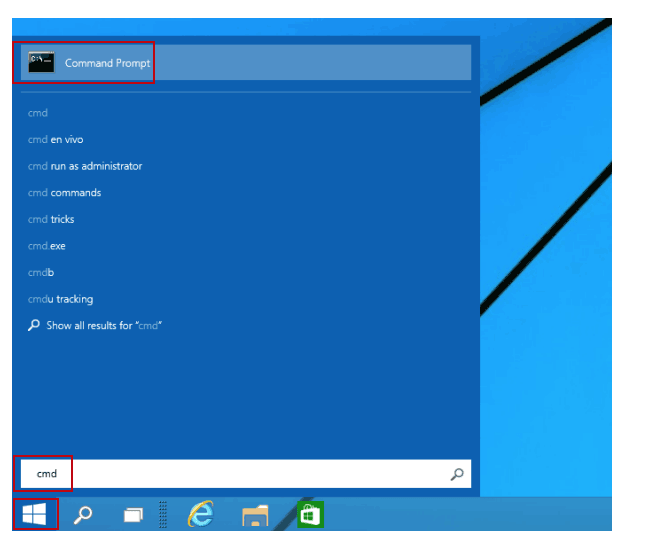 C:\
Command Prompt
cmd
cmd en vivo
cmd run as administrator
cmd commands
cmd tricks
cmd.exe
cmdb
cmdu tracking
Show all results for "cmd"
cmd